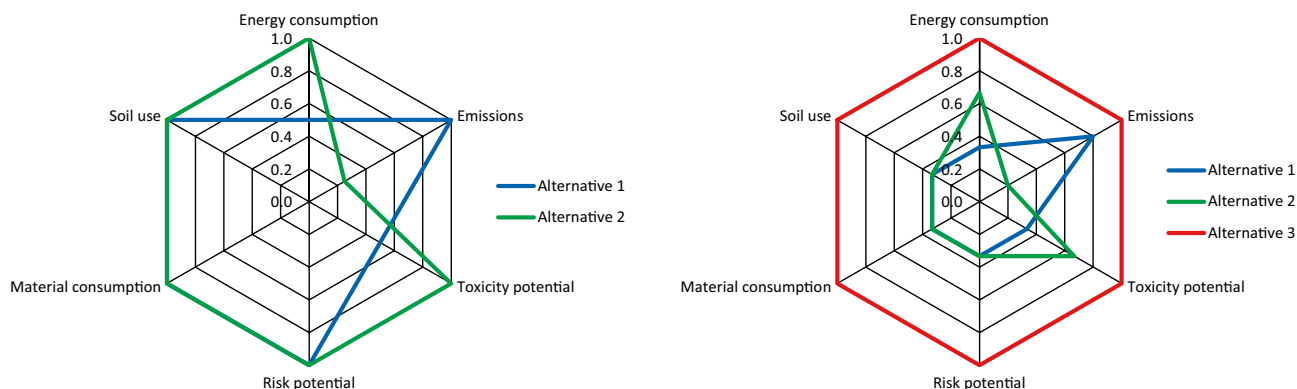 Energy consumption
1.0
0.8
0.6
0.4
0.2
0.0
Soil use
Emissions
Material consumption
Toxicity potential
Risk potential
Alternative 1
Alternative 2
Energy consumption
1.0
0.8
0.6
0.4
0.2
0.0
Soil use
Emissions
Material consumption
Toxicity potential
Risk potential
Alternative 1
Alternative 2
Alternative 3